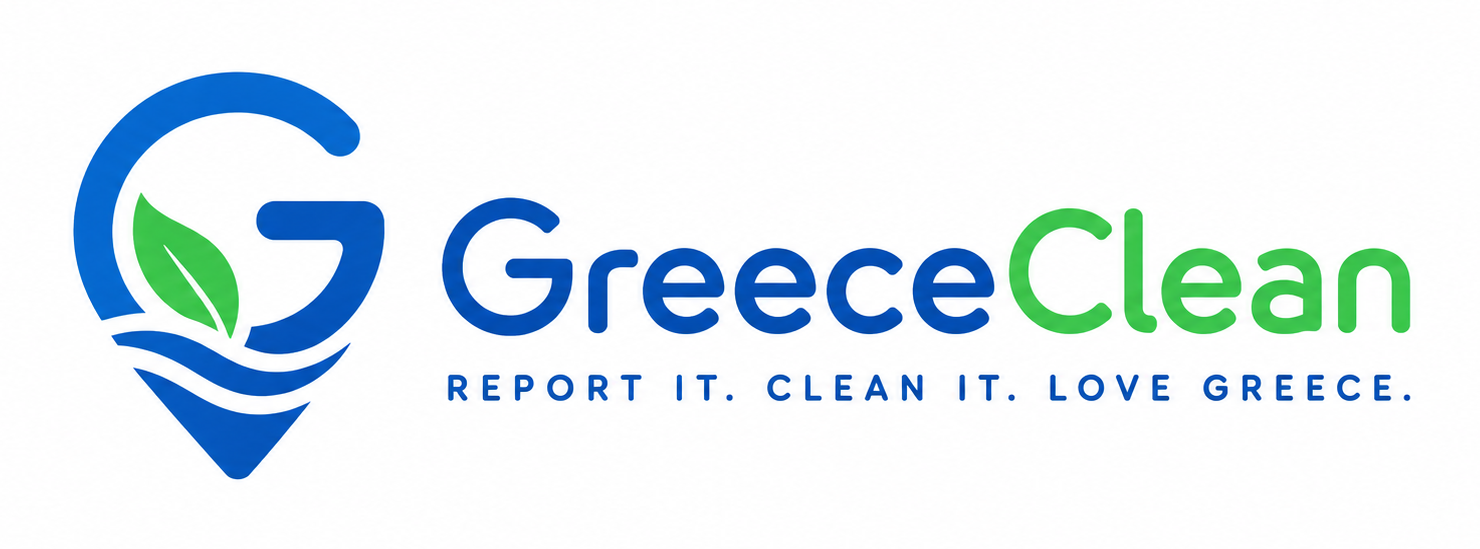 GreeceClean
REPORT IT. CLEAN IT. LOVE GREECE.